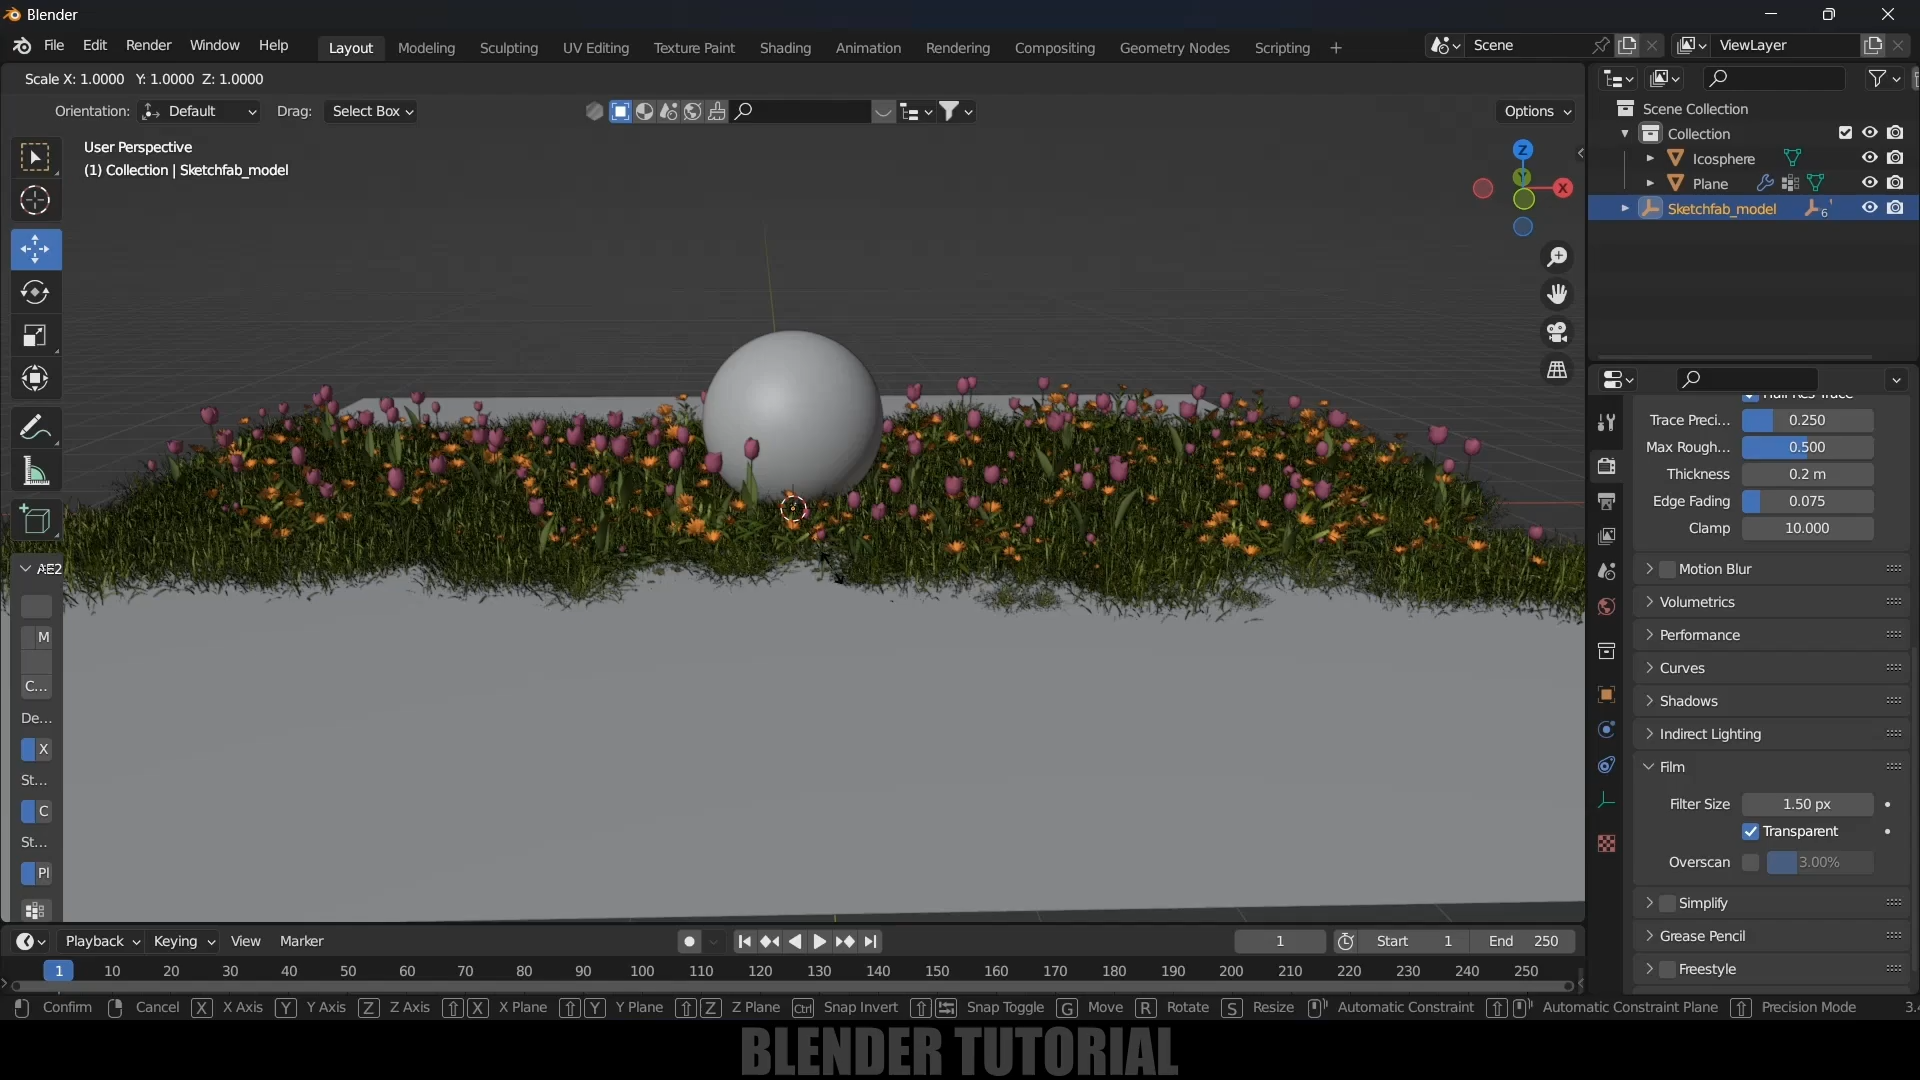 Blender
File Edit Render Window Help Layout Modeling Sculpting UV Editing Texture Paint Shading Animation Rendering Compositing Geometry Nodes Scripting + Scene ViewLayer
Scale X: 1.0000 Y: 1.0000 Z: 1.0000
Orientation: Default Drag: Select Box Options
User Perspective
(1) Collection | Sketchfab_model
Z
Y
X
Scene Collection
Collection
Icosphere
Plane
Sketchfab_model 6
Trace Preci... 0.250
Max Rough... 0.500
Thickness 0.2 m
Edge Fading 0.075
Clamp 10.000
Motion Blur
Volumetrics
Performance
Curves
Shadows
Indirect Lighting
Film
Filter Size 1.50 px
Transparent
Overscan 3.00%
Simplify
Grease Pencil
Freestyle
M
C...
De...
X
St...
C
St...
Pl
Playback Keying View Marker 1 Start 1 End 250
1 10 20 30 40 50 60 70 80 90 100 110 120 130 140 150 160 170 180 190 200 210 220 230 240 250
Confirm Cancel X X Axis Y Y Axis Z Z Axis X X Plane Y Y Plane Z Z Plane Ctrl Snap Invert Snap Toggle G Move R Rotate S Resize Automatic Constraint Automatic Constraint Plane Precision Mode
BLENDER TUTORIAL